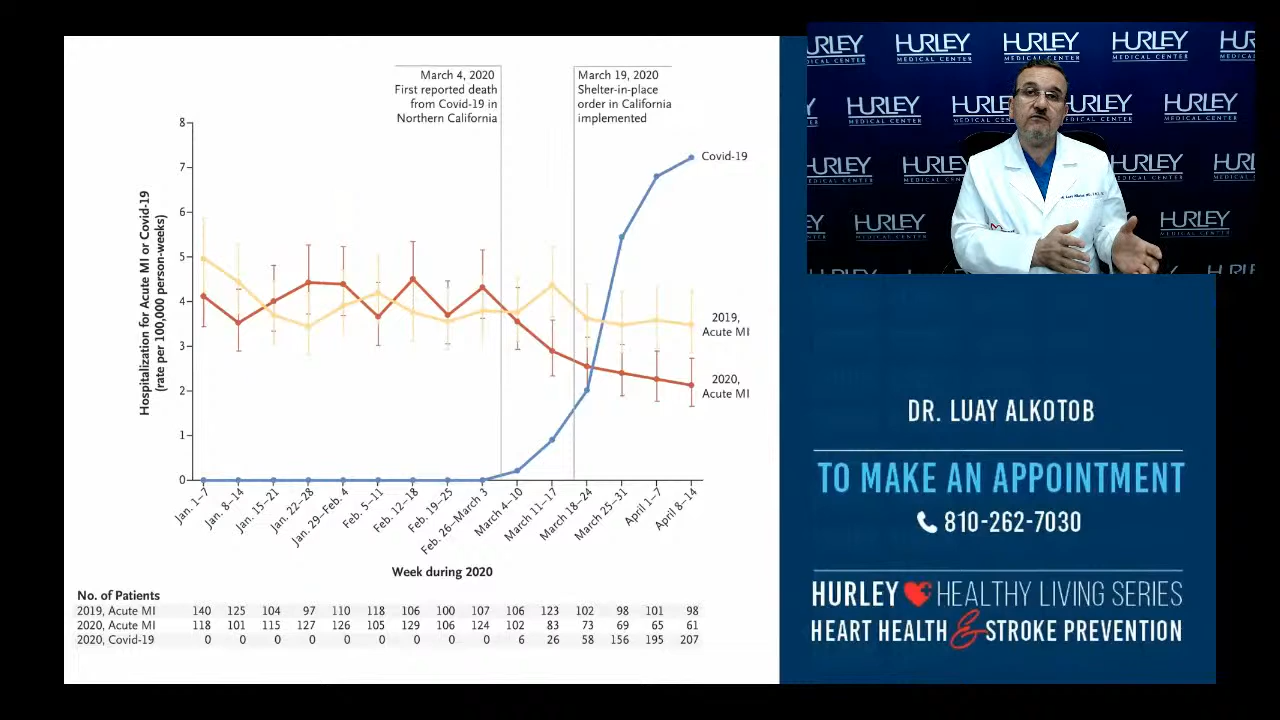 March 4, 2020
First reported death
from Covid-19 in
Northern California
March 19, 2020
Shelter-in-place
order in California
implemented
Hospitalization for Acute MI or Covid-19
(rate per 100,000 person-weeks)
8
7
6
5
4
3
2
1
0
Covid-19
2019,
Acute MI
2020,
Acute MI
Jan. 1–7
Jan. 8–14
Jan. 15–21
Jan. 22–28
Jan. 29–Feb. 4
Feb. 5–11
Feb. 12–18
Feb. 19–25
Feb. 26–March 3
March 4–10
March 11–17
March 18–24
March 25–31
April 1–7
April 8–14
Week during 2020
No. of Patients
2019, Acute MI 140 125 104 97 110 118 106 100 107 106 123 102 98 101 98
2020, Acute MI 118 101 115 127 126 105 129 106 124 102 83 73 69 65 61
2020, Covid-19 0 0 0 0 0 0 0 0 0 6 26 58 156 195 207
HURLEY
MEDICAL CENTER
DR. LUAY ALKOTOB
TO MAKE AN APPOINTMENT
810-262-7030
HURLEY HEALTHY LIVING SERIES
HEART HEALTH & STROKE PREVENTION